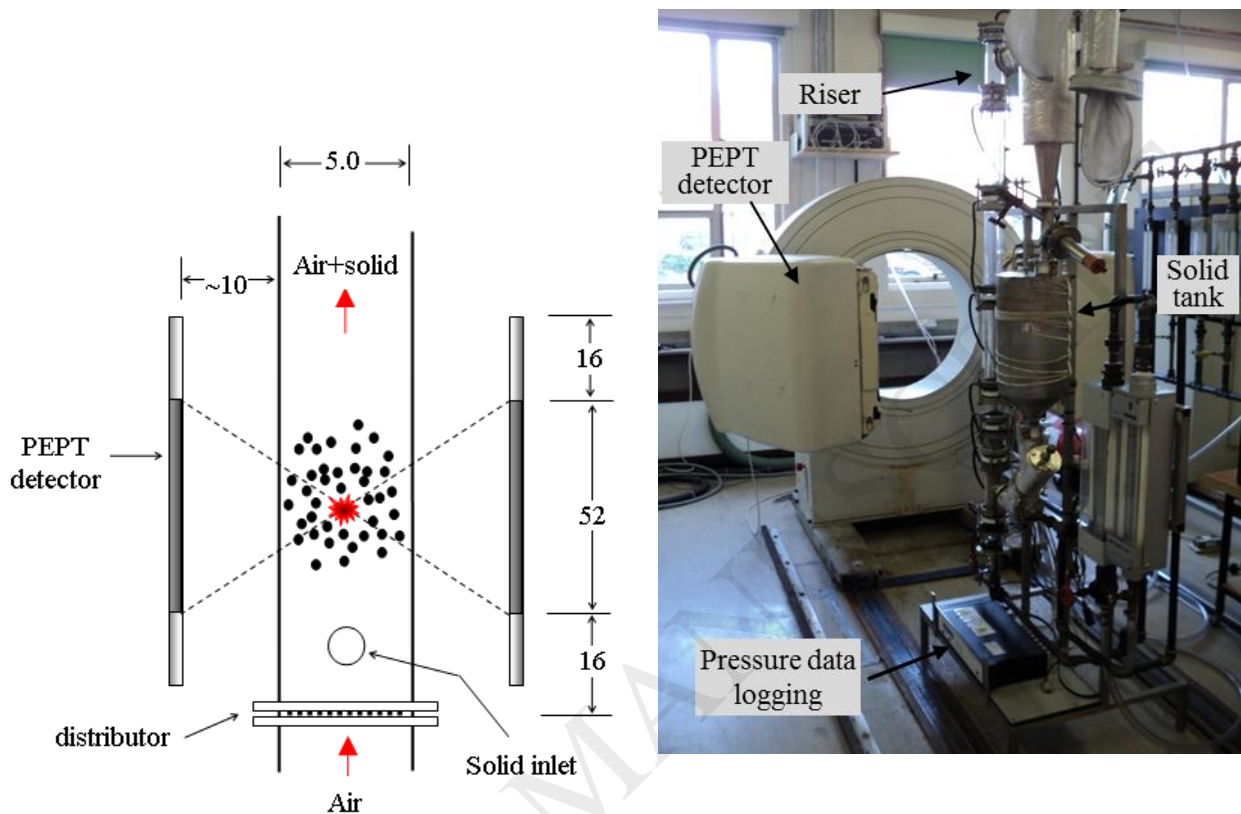 5.0
Air+solid
~10
16
PEPT
detector
52
16
distributor
Solid inlet
Air
Riser
PEPT
detector
Solid
tank
Pressure data
logging
MAN